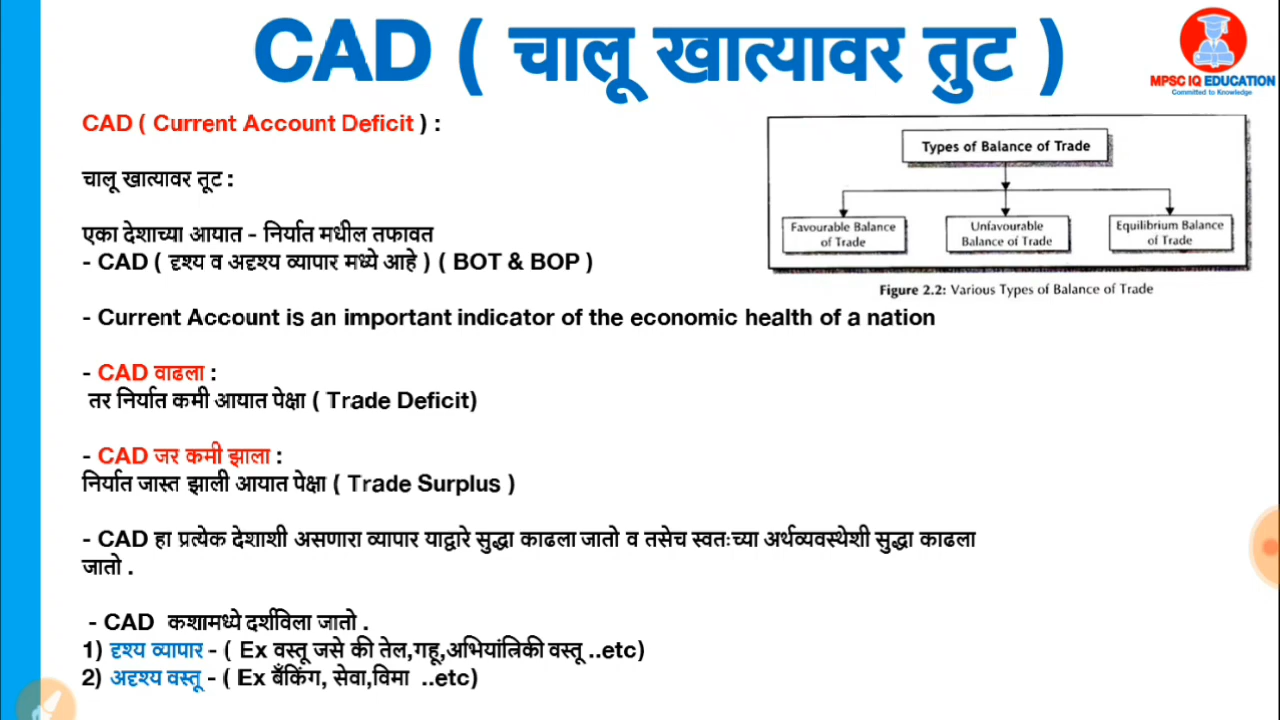 CAD ( चालू खात्यावर तुट )
MPSC IQ EDUCATION
Committed to Knowledge
CAD ( Current Account Deficit ) :
चालू खात्यावर तूट :
एका देशाच्या आयात - निर्यात मधील तफावत
- CAD ( दृश्य व अदृश्य व्यापार मध्ये आहे ) ( BOT & BOP )
Types of Balance of Trade
Favourable Balance
of Trade
Unfavourable
Balance of Trade
Equilibrium Balance
of Trade
Figure 2.2: Various Types of Balance of Trade
- Current Account is an important indicator of the economic health of a nation
- CAD वाढला :
तर निर्यात कमी आयात पेक्षा ( Trade Deficit)
- CAD जर कमी झाला :
निर्यात जास्त झाली आयात पेक्षा ( Trade Surplus )
- CAD हा प्रत्येक देशाशी असणारा व्यापार याद्वारे सुद्धा काढला जातो व तसेच स्वतःच्या अर्थव्यवस्थेशी सुद्धा काढला
जातो .
- CAD कशामध्ये दर्शविला जातो .
1) दृश्य व्यापार - ( Ex वस्तू जसे की तेल,गहू,अभियांत्रिकी वस्तू ..etc)
2) अदृश्य वस्तू - ( Ex बँकिंग, सेवा,विमा ..etc)